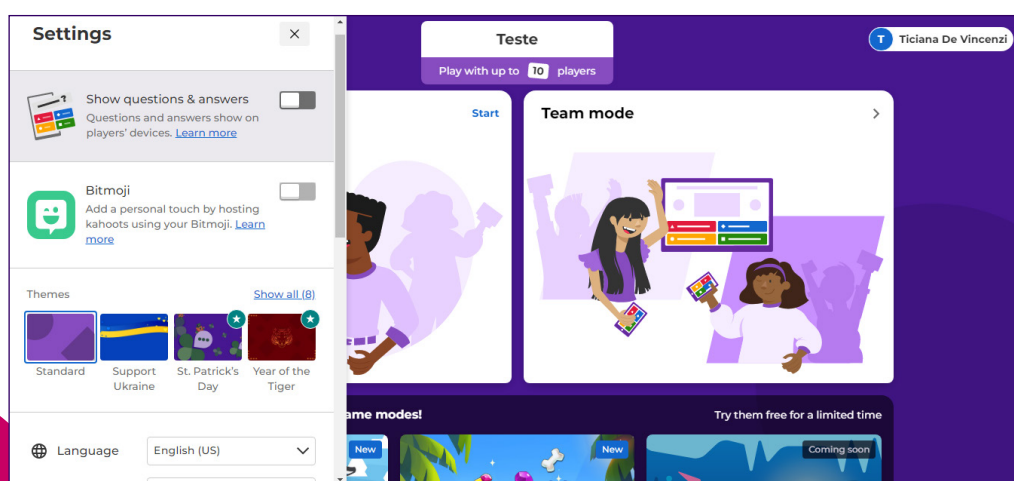 Settings
Show questions & answers
Questions and answers show on
players' devices. Learn more
Bitmoji
Add a personal touch by hosting
kahoots using your Bitmoji. Learn
more
Themes
Show all (8)
Standard
Support
Ukraine
St. Patrick's
Day
Year of the
Tiger
Language
English (US)
Teste
Play with up to 10 players
T Ticiana De Vincenzi
Start
Team mode
ame modes!
Try them free for a limited time
New
New
Coming soon